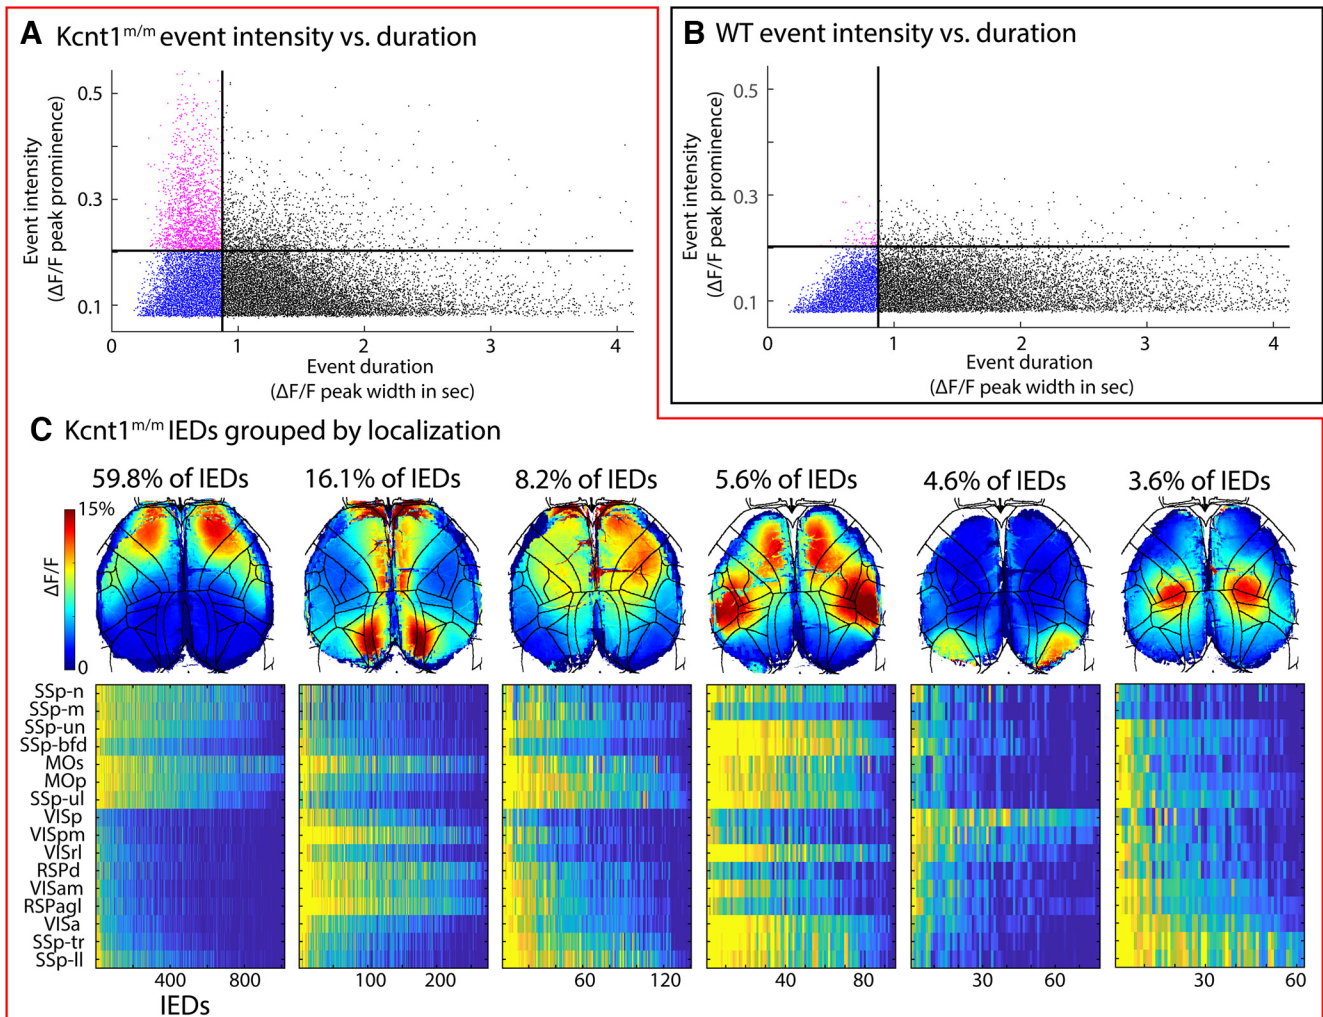 A Kcnt1m/m event intensity vs. duration
Event intensity
(ΔF/F peak prominence)
0.5
0.3
0.1
0 1 2 3 4
Event duration
(ΔF/F peak width in sec)
B WT event intensity vs. duration
Event intensity
(ΔF/F peak prominence)
0.5
0.3
0.1
0 1 2 3 4
Event duration
(ΔF/F peak width in sec)
C Kcnt1m/m IEDs grouped by localization
59.8% of IEDs 16.1% of IEDs 8.2% of IEDs 5.6% of IEDs 4.6% of IEDs 3.6% of IEDs
15%
ΔF/F
0
SSp-n
SSp-m
SSp-un
SSp-bfd
MOs
MOp
SSp-ul
VISp
VISpm
VISrl
RSPd
VISam
RSPagl
VISa
SSp-tr
SSp-ll
400 800 100 200 60 120 40 80 30 60 30 60
IEDs